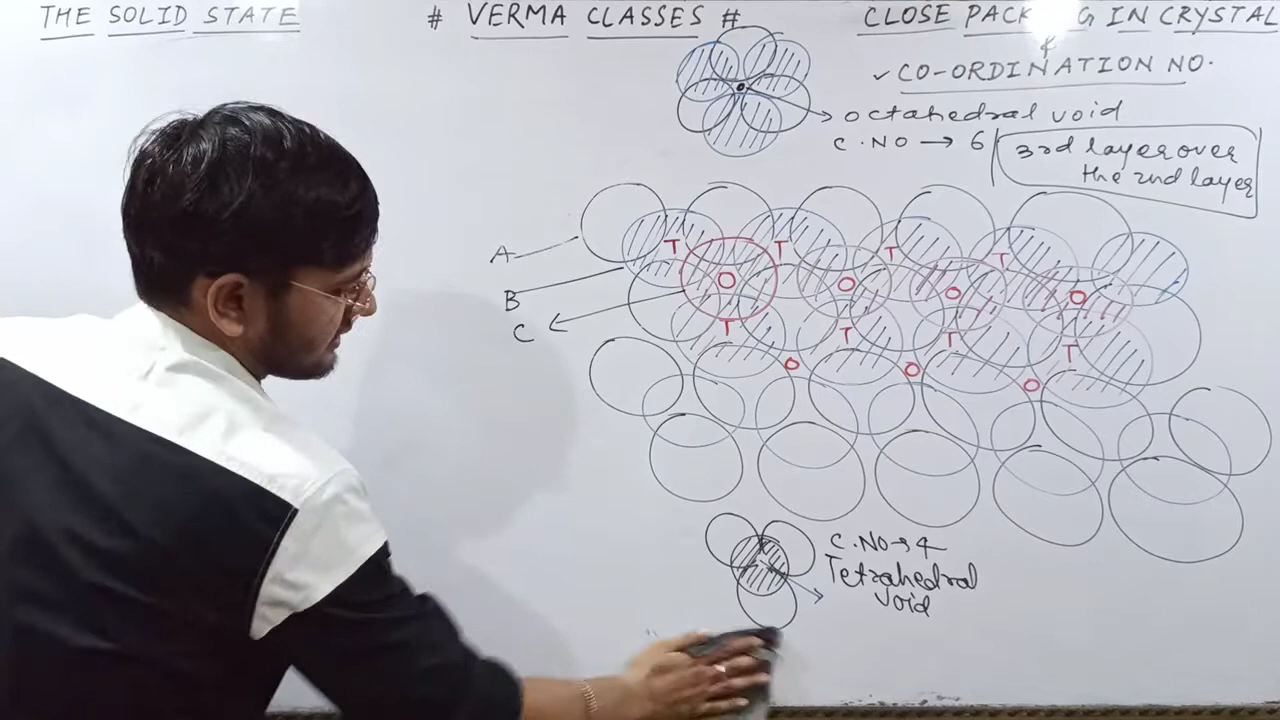 THE SOLID STATE
# VERMA CLASSES #
CLOSE PACK G IN CRYSTAL
&
✓ CO-ORDINATION NO.
octahedral void
C.NO → 6
3rd layer over
the 2nd layer
A
B
C
T T T T
O O O O
T T T T
O O O
C.NO → 4
Tetrahedral
void